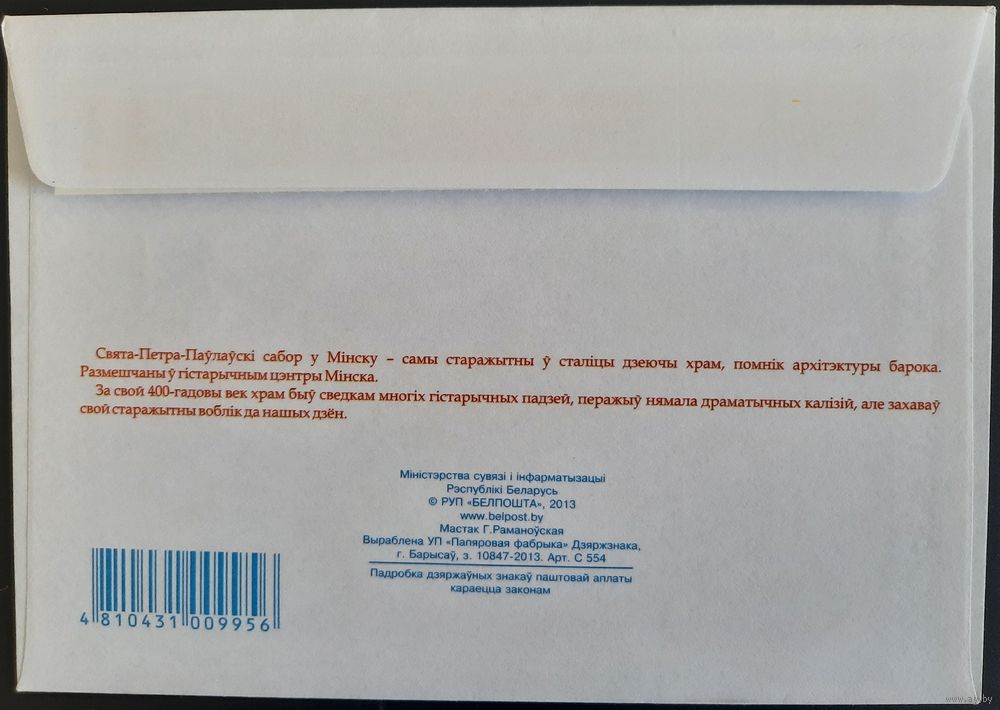 Свята-Петра-Паўлаўскі сабор у Мінску – самы старажытны ў сталіцы дзеючы храм, помнік архітэктуры барока.
Размешчаны ў гістарычным цэнтры Мінска.
За свой 400-гадовы век храм быў сведкам многіх гістарычных падзей, перажыў нямала драматычных калізій, але захаваў
свой старажытны воблік да нашых дзён.
Міністэрства сувязі і інфарматызацыі
Рэспублікі Беларусь
© РУП «БЕЛПОШТА», 2013
www.belpost.by
Мастак Г.Раманоўская
Выраблена УП «Папяровая фабрыка» Дзяржзнака,
г. Барысаў, з. 10847-2013. Арт. С 554
Падробка дзяржаўных знакаў паштовай аплаты
караецца законам
4 810431 009956
www.ay.by